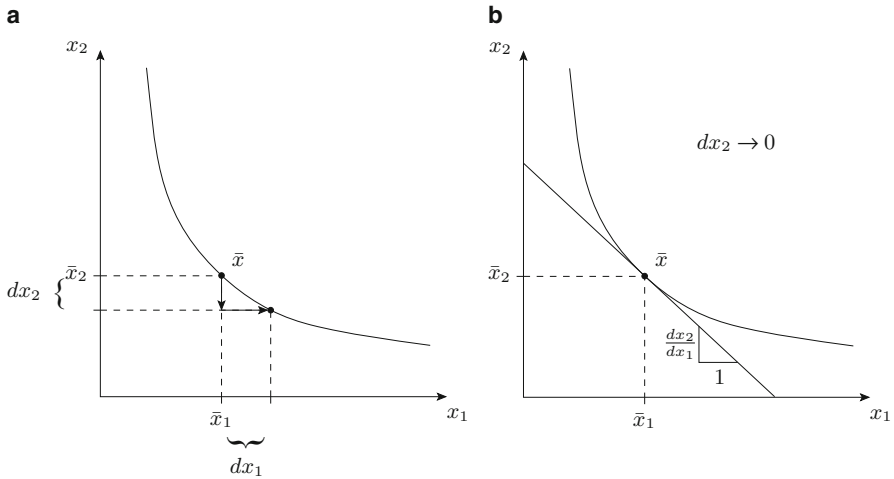 a
x₂
x̄
x̄₂
dx₂ {
x̄₁
x₁
dx₁
b
x₂
dx₂ → 0
x̄
x̄₂
dx₂
dx₁
1
x̄₁
x₁